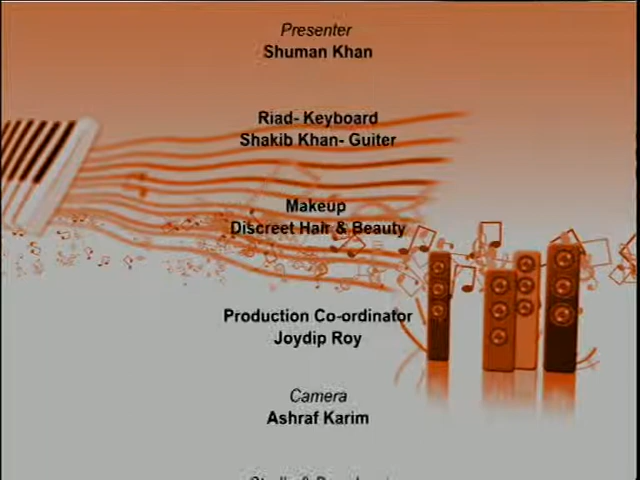 Presenter
Shuman Khan
Riad- Keyboard
Shakib Khan- Guiter
Makeup
Discreet Hair & Beauty
Production Co-ordinator
Joydip Roy
Camera
Ashraf Karim